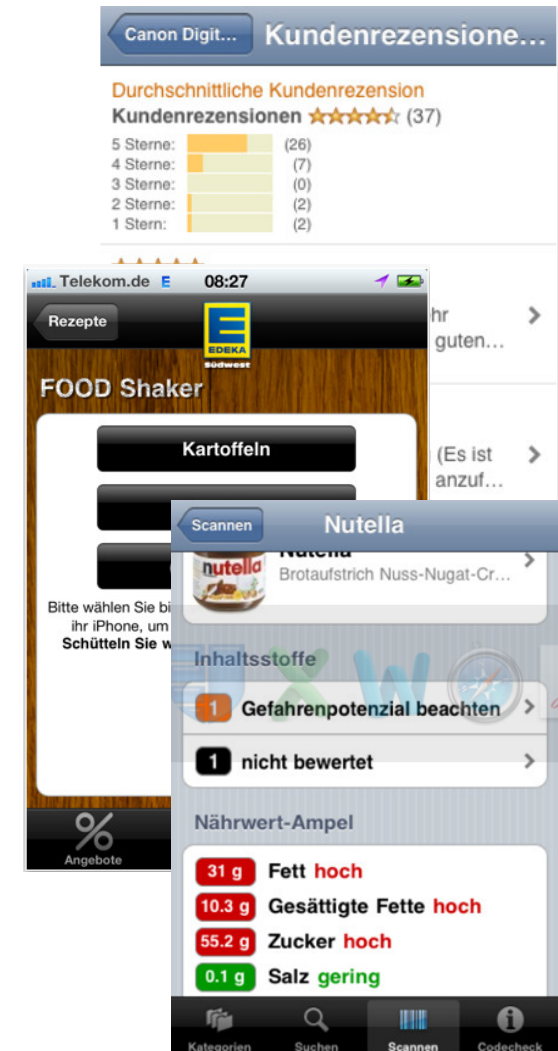 Canon Digit...
Kundenrezensione...
Durchschnittliche Kundenrezension
Kundenrezensionen (37)
5 Sterne: (26)
4 Sterne: (7)
3 Sterne: (0)
2 Sterne: (2)
1 Stern: (2)
hr
guten...
(Es ist
anzuf...
Telekom.de E 08:27
Rezepte
EDEKA
Südwest
FOOD Shaker
Kartoffeln
Bitte wählen Sie bi
ihr iPhone, um
Schütteln Sie w
%
Angebote
Scannen
Nutella
nutella
Nutella
Brotaufstrich Nuss-Nugat-Cr...
Inhaltsstoffe
1 Gefahrenpotenzial beachten
1 nicht bewertet
Nährwert-Ampel
31 g Fett hoch
10.3 g Gesättigte Fette hoch
55.2 g Zucker hoch
0.1 g Salz gering
Kategorien
Suchen
Scannen
Codecheck